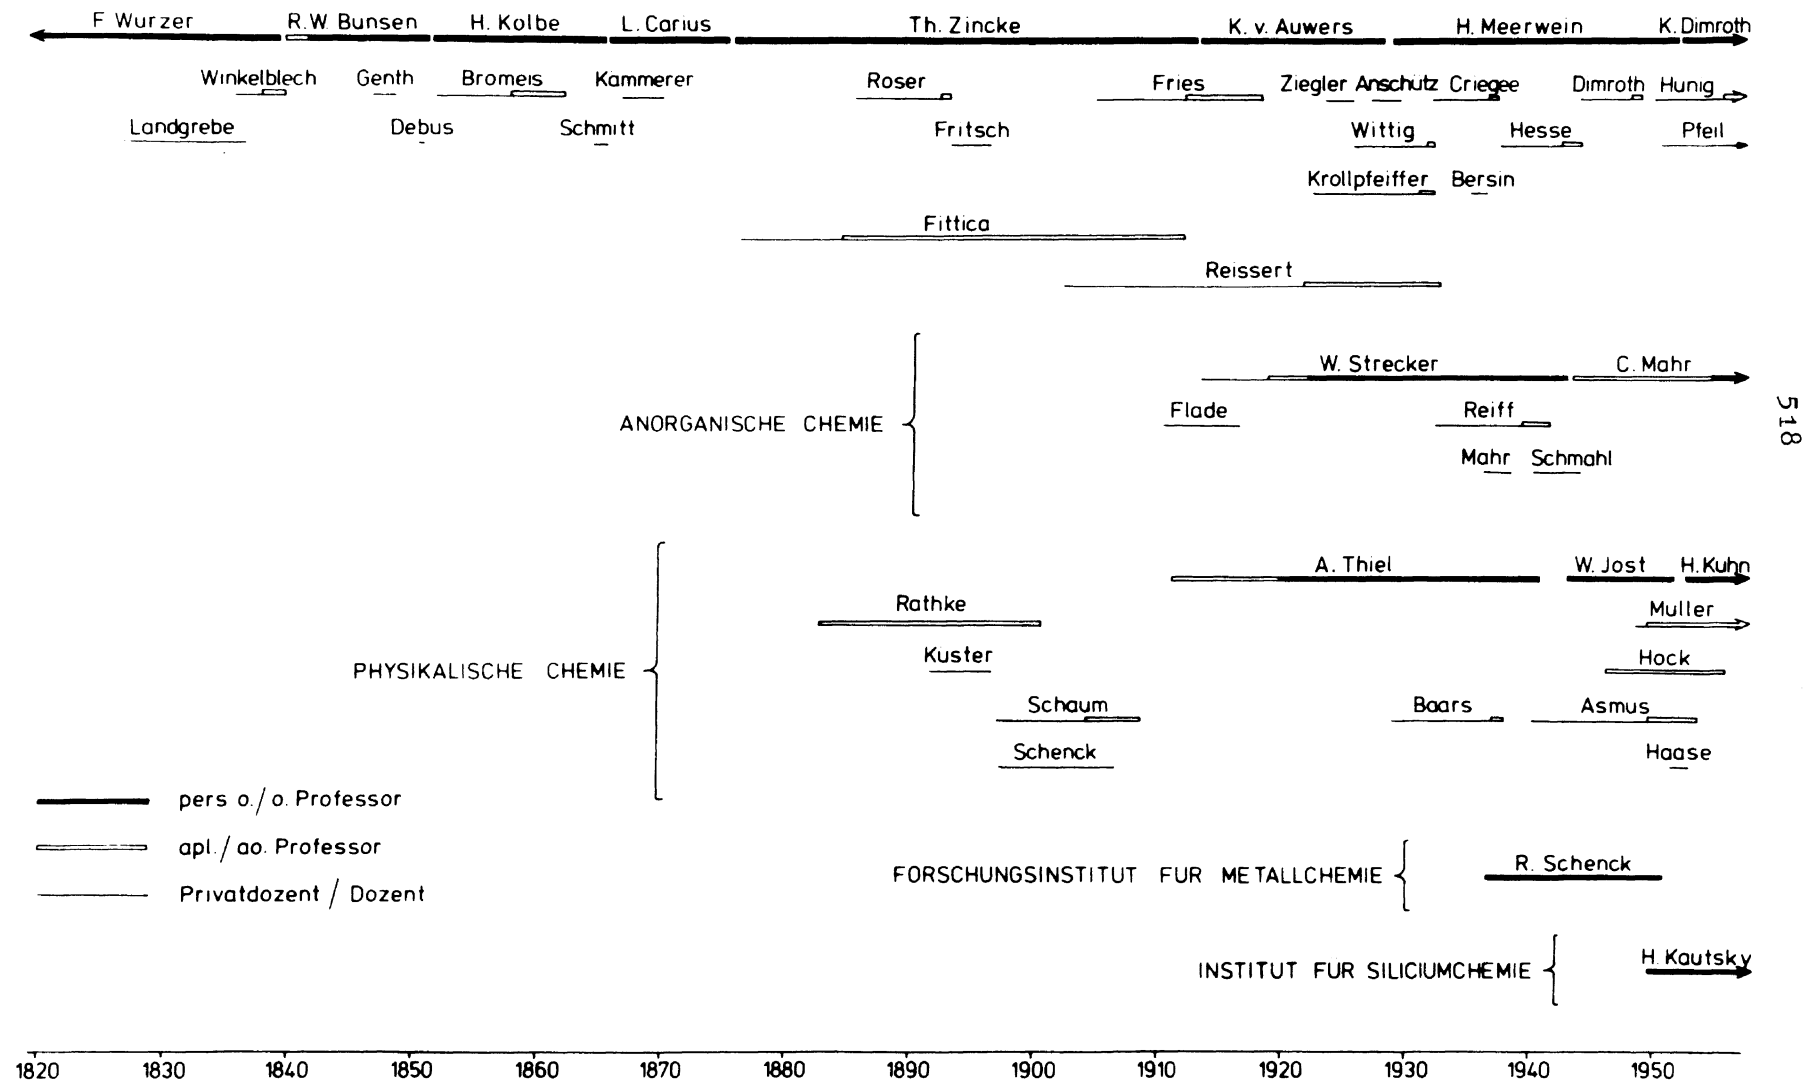 F Wurzer R.W. Bunsen H. Kolbe L. Carius Th. Zincke K. v. Auwers H. Meerwein K. Dimroth
Winkelblech Genth Bromeis Kammerer Roser Fries Ziegler Anschütz Criegee Dimroth Hunig
Landgrebe Debus Schmitt Fritsch Wittig Hesse Pfeil
Krollpfeiffer Bersin
Fittica
Reissert
W. Strecker C. Mahr
ANORGANISCHE CHEMIE Flade Reiff
518
Mahr Schmahl
A. Thiel W. Jost H. Kuhn
Rathke Muller
PHYSIKALISCHE CHEMIE Kuster Hock
Schaum Baars Asmus
Schenck Haase
pers o./o. Professor
apl./ao. Professor
Privatdozent / Dozent
FORSCHUNGSINSTITUT FUR METALLCHEMIE R. Schenck
INSTITUT FUR SILICIUMCHEMIE H. Kautsky
1820 1830 1840 1850 1860 1870 1880 1890 1900 1910 1920 1930 1940 1950